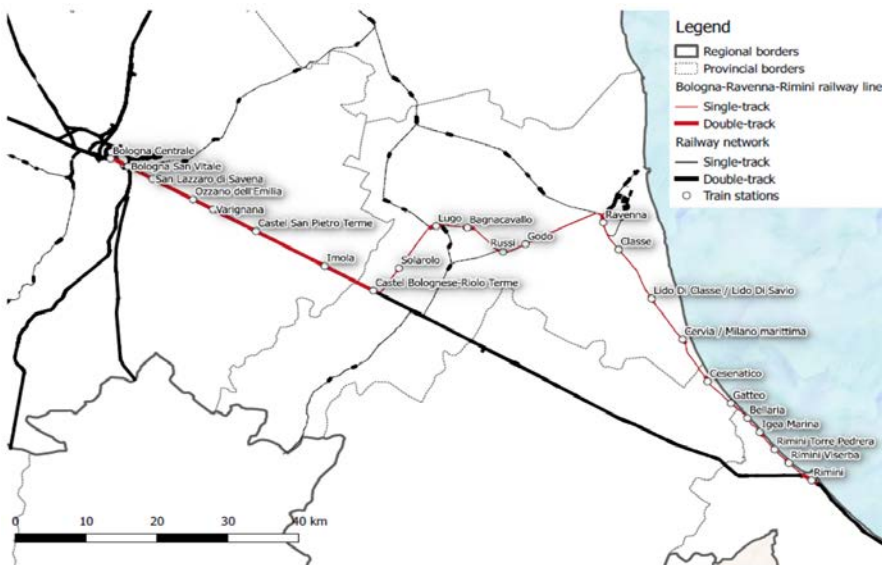 Legend
Regional borders
Provincial borders
Bologna-Ravenna-Rimini railway line
Single-track
Double-track
Railway network
Single-track
Double-track
Train stations
Bologna Centrale
Bologna San Vitale
San Lazzaro di Savena
Ozzano dell'Emilia
Varignana
Castel San Pietro Terme
Imola
Castel Bolognese-Riolo Terme
Solarolo
Lugo
Bagnacavallo
Russi
Godo
Ravenna
Classe
Lido Di Classe / Lido Di Savio
Cervia / Milano marittima
Cesenatico
Gatteo
Bellaria
Igea Marina
Rimini Torre Pedrera
Rimini Viserba
Rimini
0 10 20 30 40 km